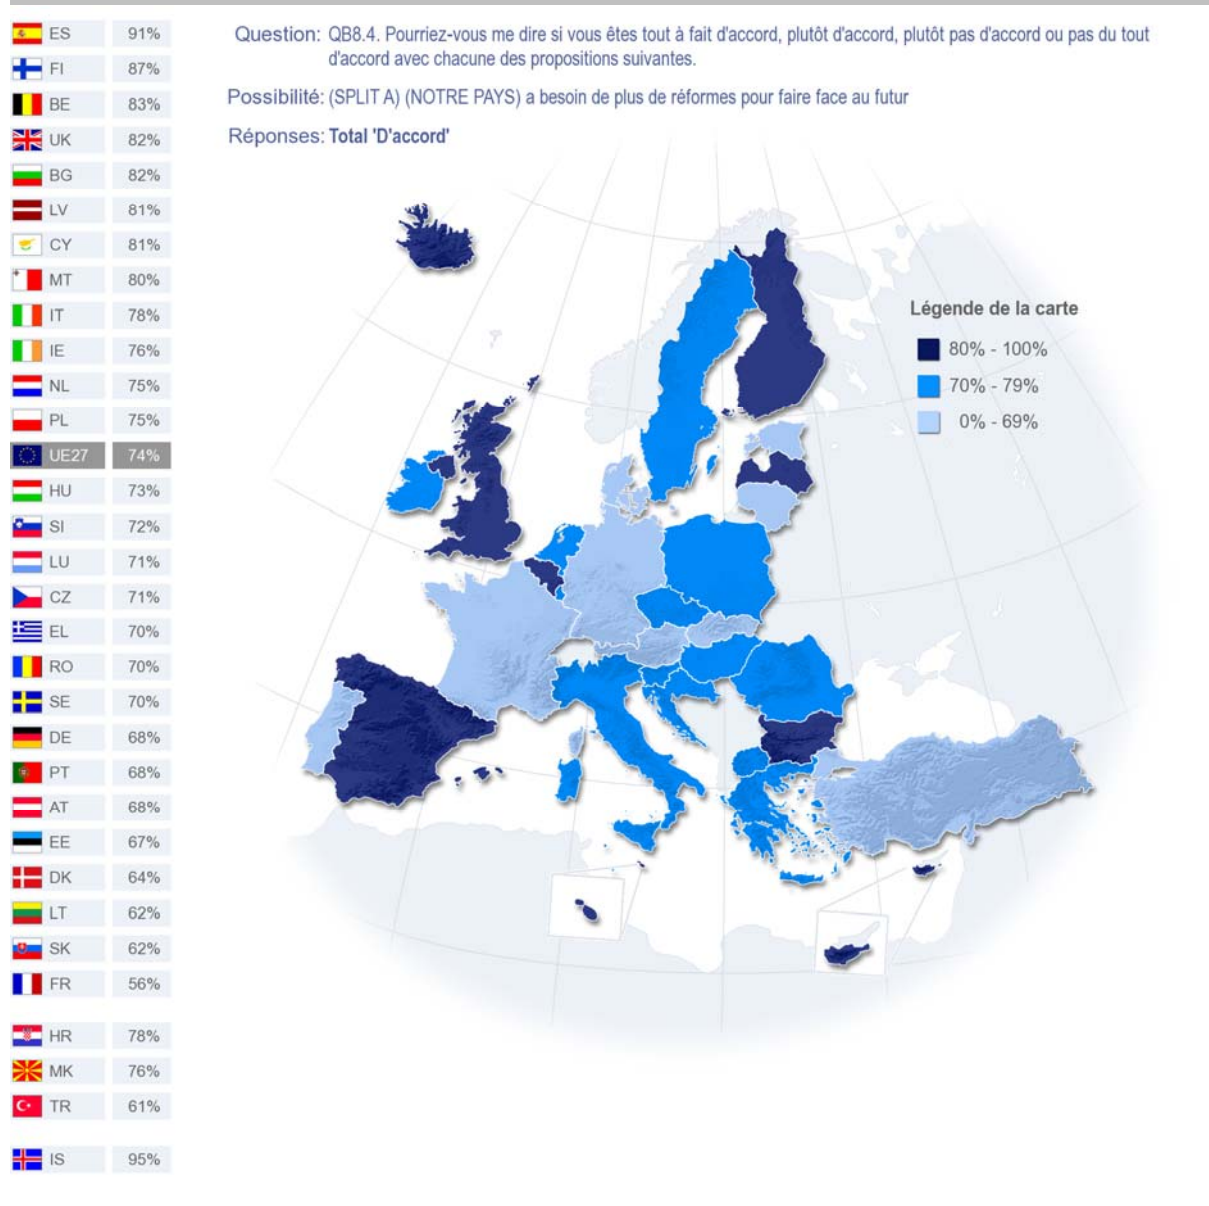 Question: QB8.4. Pourriez-vous me dire si vous êtes tout à fait d'accord, plutôt d'accord, plutôt pas d'accord ou pas du tout
d'accord avec chacune des propositions suivantes.
Possibilité: (SPLIT A) (NOTRE PAYS) a besoin de plus de réformes pour faire face au futur
Réponses: Total 'D'accord'
ES 91%
FI 87%
BE 83%
UK 82%
BG 82%
LV 81%
CY 81%
MT 80%
IT 78%
IE 76%
NL 75%
PL 75%
UE27 74%
HU 73%
SI 72%
LU 71%
CZ 71%
EL 70%
RO 70%
SE 70%
DE 68%
PT 68%
AT 68%
EE 67%
DK 64%
LT 62%
SK 62%
FR 56%
HR 78%
MK 76%
TR 61%
IS 95%
Légende de la carte
80% - 100%
70% - 79%
0% - 69%